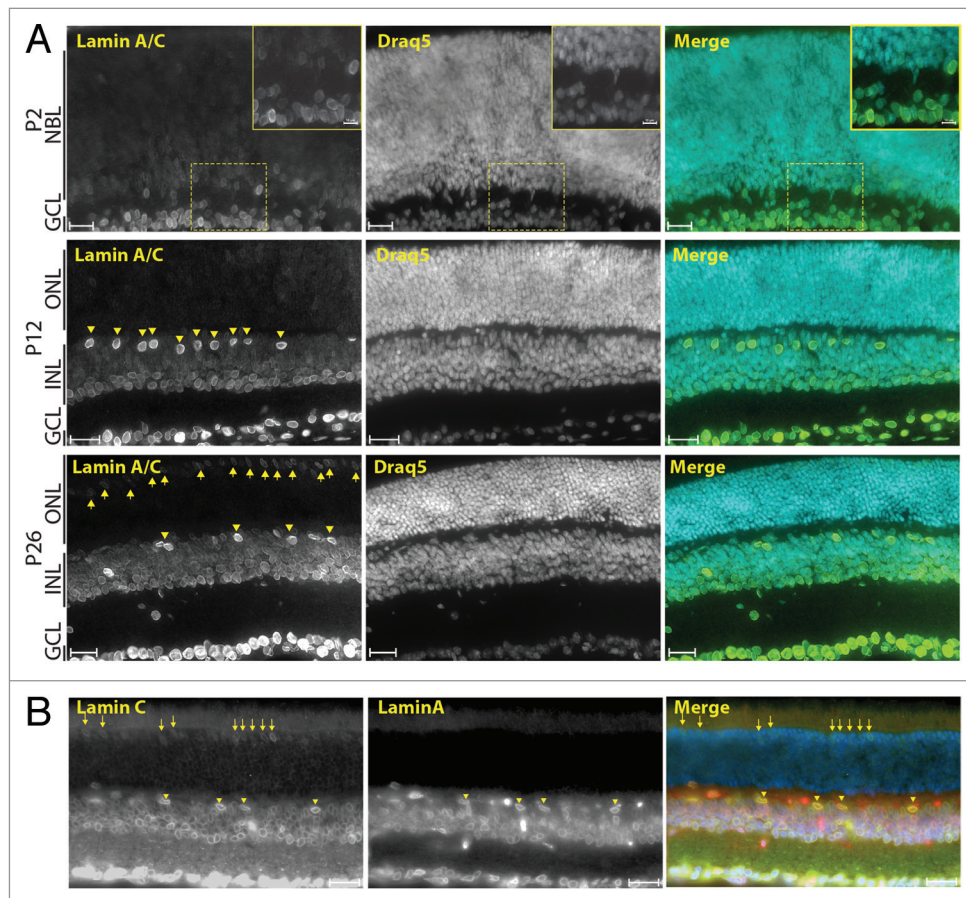 A
Lamin A/C
Draq5
Merge
P2
NBL
GCL
Lamin A/C
Draq5
Merge
P12
ONL
INL
GCL
Lamin A/C
Draq5
Merge
P26
ONL
INL
GCL
B
Lamin C
LaminA
Merge